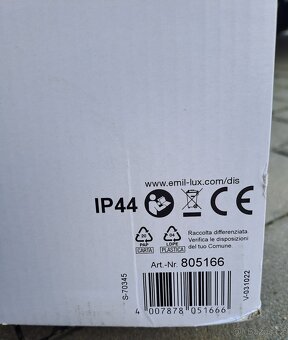 www.emil-lux.com/dis
IP44
20
PAP
CARTA
04
LDPE
PLASTICA
Raccolta differenziata.
Verifica le disposizioni
del tuo Comune.
Art.-Nr. 805166
S-70345
V-031022
4 007878 051666